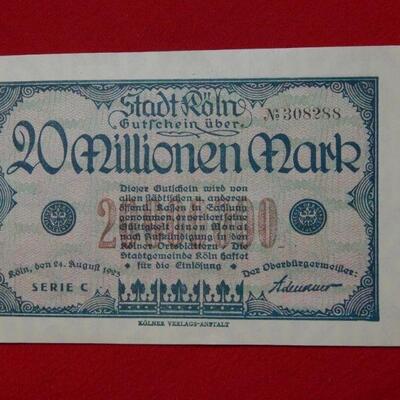 Stadt Köln
Gutschein über
No 308288
20 Millionen Mark
Dieser Gutschein wird von
allen städtischen u. anderen
öffentl. Kassen in Zahlung
genommen, er verliert seine
Gültigkeit einen Monat
nach Aufkündigung in den
Kölner Ortsblättern. Die
Stadtgemeinde Köln haftet
für die Einlösung
Köln, den 24. August 1923
Der Oberbürgermeister:
SERIE C
Adenauer
KÖLNER VERLAGS-ANSTALT